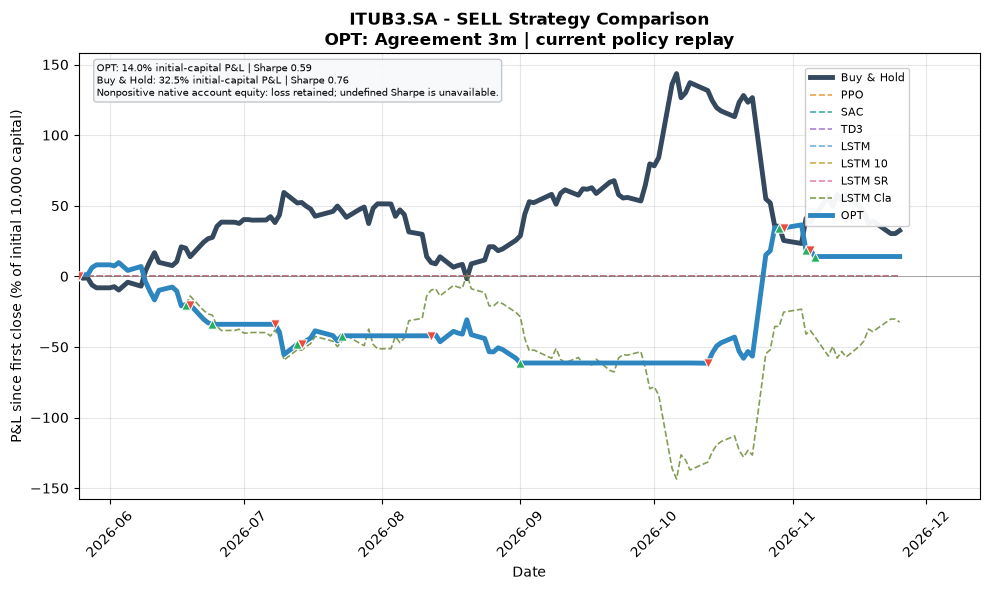 ITUB3.SA - SELL Strategy Comparison
OPT: Agreement 3m | current policy replay
OPT: 14.0% initial-capital P&L | Sharpe 0.59
Buy & Hold: 32.5% initial-capital P&L | Sharpe 0.76
Nonpositive native account equity: loss retained; undefined Sharpe is unavailable.
Buy & Hold
PPO
SAC
TD3
LSTM
LSTM 10
LSTM SR
LSTM Cla
OPT
P&L since first close (% of initial 10,000 capital)
150
100
50
0
−50
−100
−150
2026-06
2026-07
2026-08
2026-09
2026-10
2026-11
2026-12
Date